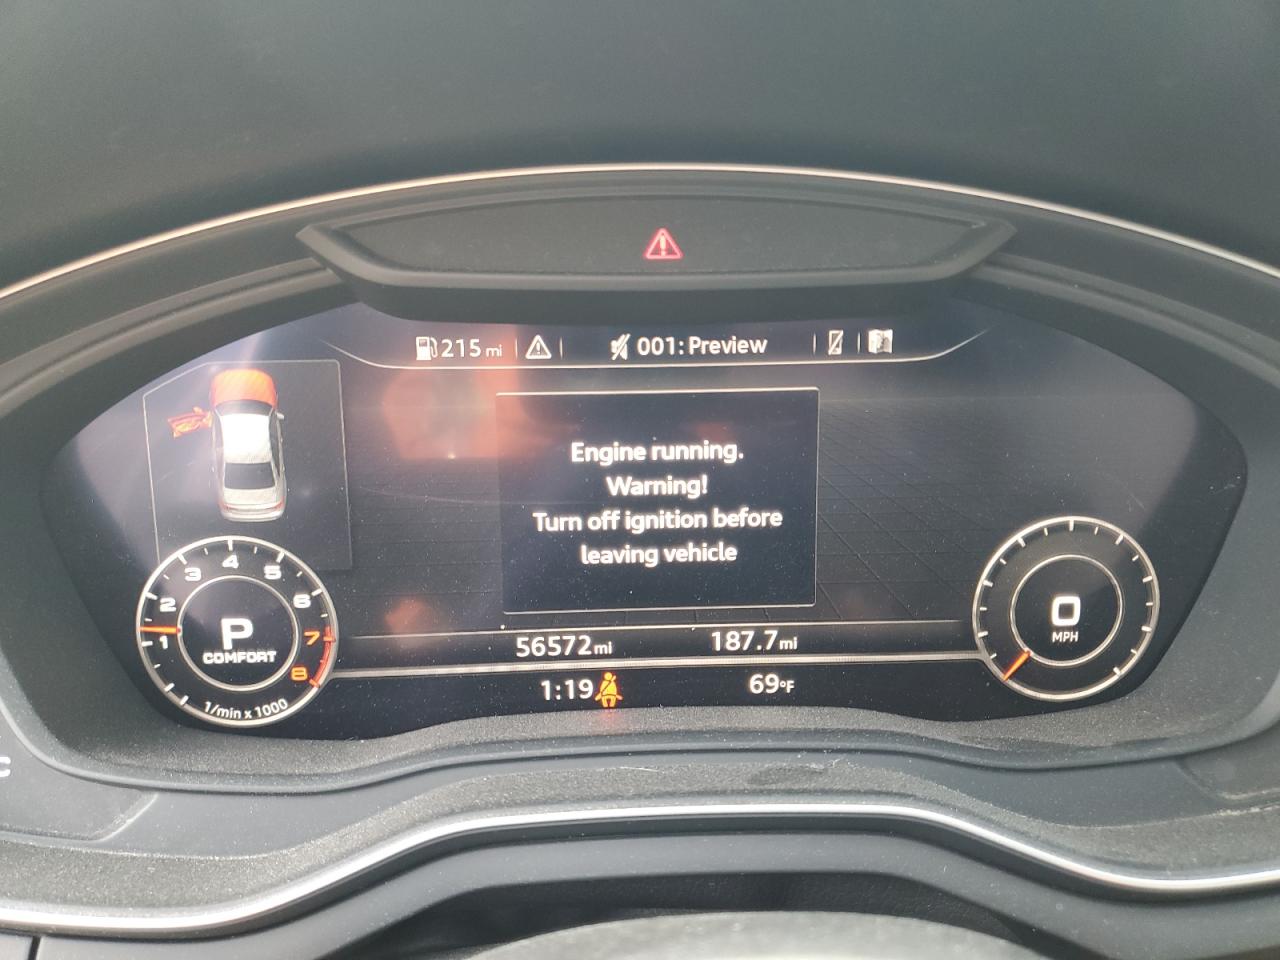 215 mi
001: Preview
Engine running.
Warning!
Turn off ignition before
leaving vehicle
1
2
3
4
5
6
7
8
P
COMFORT
1/min x 1000
0
MPH
56572 mi
187.7 mi
1:19
69°F
C